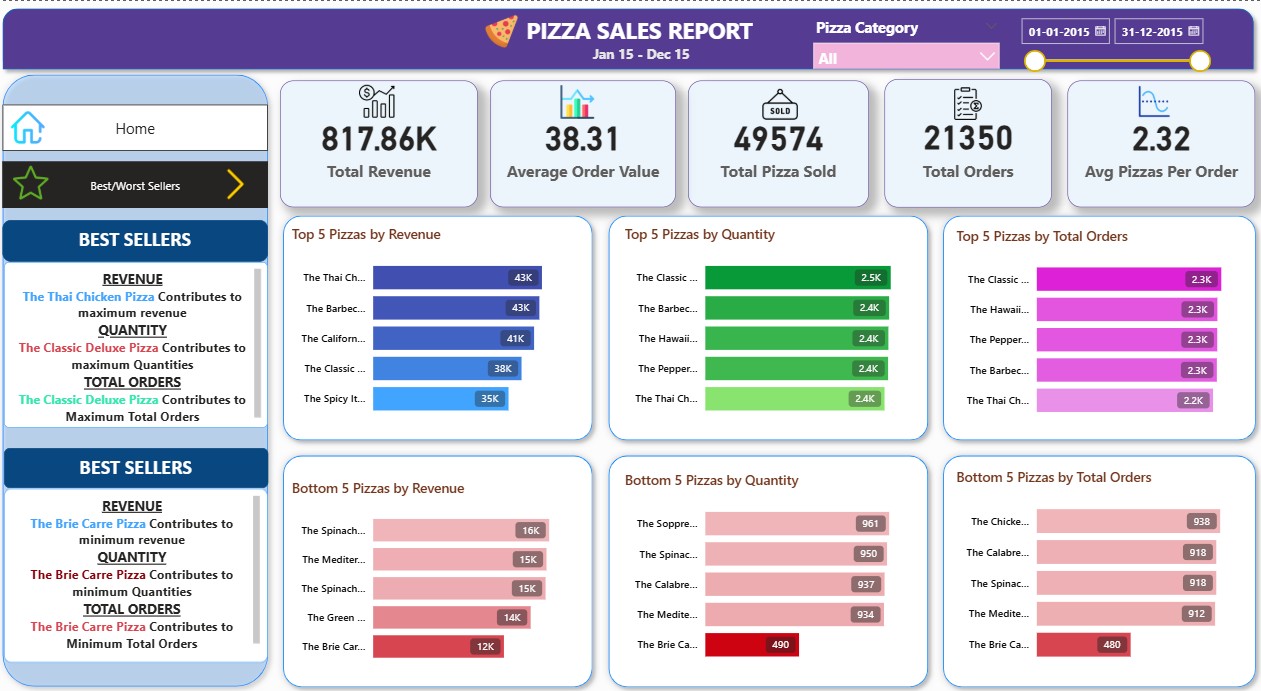 PIZZA SALES REPORT
Jan 15 - Dec 15
Pizza Category
All
01-01-2015
31-12-2015
Home
Best/Worst Sellers
BEST SELLERS
REVENUE
The Thai Chicken Pizza Contributes to
maximum revenue
QUANTITY
The Classic Deluxe Pizza Contributes to
maximum Quantities
TOTAL ORDERS
The Classic Deluxe Pizza Contributes to
Maximum Total Orders
BEST SELLERS
REVENUE
The Brie Carre Pizza Contributes to
minimum revenue
QUANTITY
The Brie Carre Pizza Contributes to
minimum Quantities
TOTAL ORDERS
The Brie Carre Pizza Contributes to
Minimum Total Orders
817.86K
Total Revenue
38.31
Average Order Value
SOLD
49574
Total Pizza Sold
21350
Total Orders
2.32
Avg Pizzas Per Order
Top 5 Pizzas by Revenue
The Thai Ch... 43K
The Barbec... 43K
The Californ... 41K
The Classic ... 38K
The Spicy It... 35K
Top 5 Pizzas by Quantity
The Classic ... 2.5K
The Barbec... 2.4K
The Hawaii... 2.4K
The Pepper... 2.4K
The Thai Ch... 2.4K
Top 5 Pizzas by Total Orders
The Classic ... 2.3K
The Hawaii... 2.3K
The Pepper... 2.3K
The Barbec... 2.3K
The Thai Ch... 2.2K
Bottom 5 Pizzas by Revenue
The Spinach... 16K
The Mediter... 15K
The Spinach... 15K
The Green ... 14K
The Brie Car... 12K
Bottom 5 Pizzas by Quantity
The Soppre... 961
The Spinac... 950
The Calabre... 937
The Medite... 934
The Brie Ca... 490
Bottom 5 Pizzas by Total Orders
The Chicke... 938
The Calabre... 918
The Spinac... 918
The Medite... 912
The Brie Ca... 480